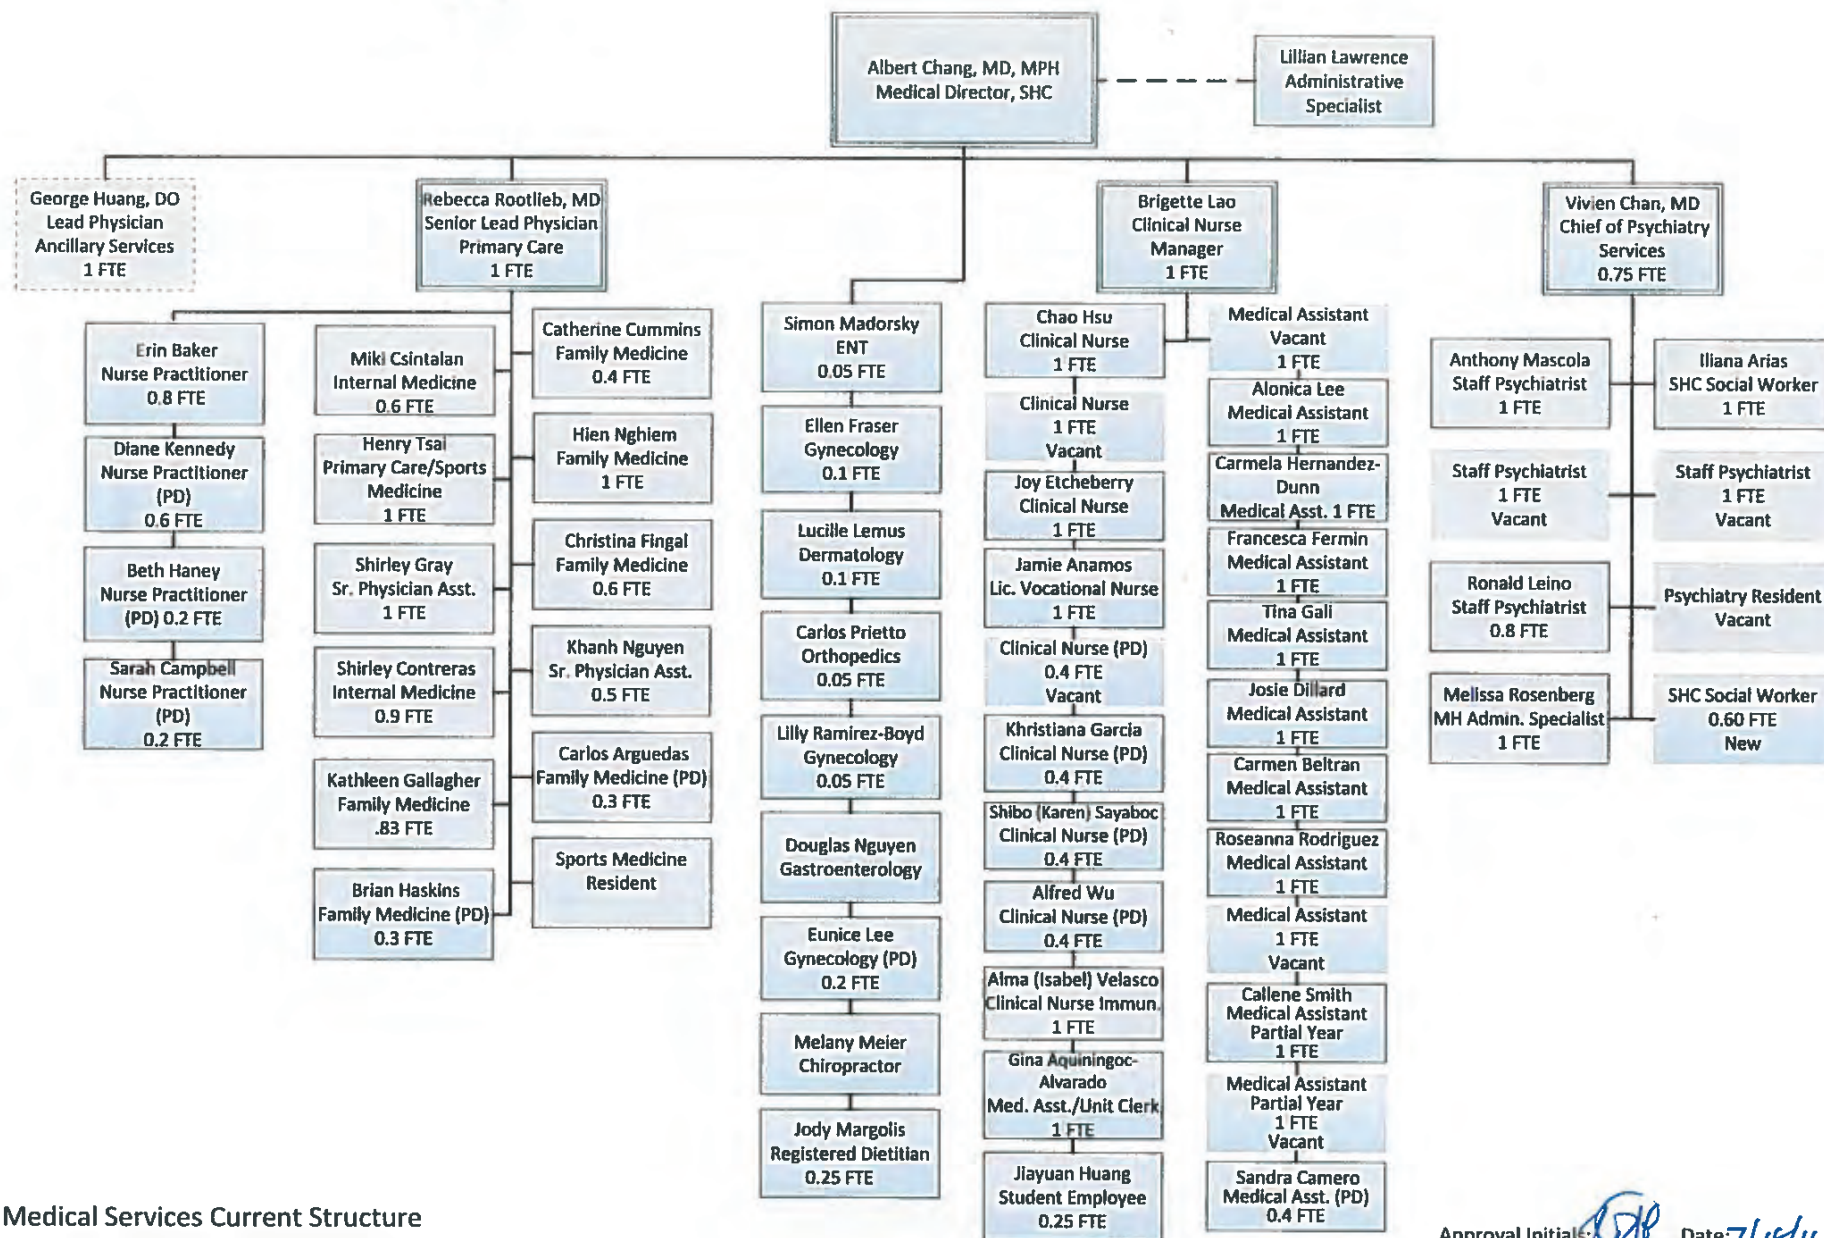 Albert Chang, MD, MPH
Medical Director, SHC
Lillian Lawrence
Administrative
Specialist
George Huang, DO
Lead Physician
Ancillary Services
1 FTE
Rebecca Rootlieb, MD
Senior Lead Physician
Primary Care
1 FTE
Brigette Lao
Clinical Nurse
Manager
1 FTE
Vivien Chan, MD
Chief of Psychiatry
Services
0.75 FTE
Erin Baker
Nurse Practitioner
0.8 FTE
Diane Kennedy
Nurse Practitioner
(PD)
0.6 FTE
Beth Haney
Nurse Practitioner
(PD) 0.2 FTE
Sarah Campbell
Nurse Practitioner
(PD)
0.2 FTE
Miki Csintalan
Internal Medicine
0.6 FTE
Henry Tsai
Primary Care/Sports
Medicine
1 FTE
Shirley Gray
Sr. Physician Asst.
1 FTE
Shirley Contreras
Internal Medicine
0.9 FTE
Kathleen Gallagher
Family Medicine
.83 FTE
Brian Haskins
Family Medicine (PD)
0.3 FTE
Catherine Cummins
Family Medicine
0.4 FTE
Hien Nghiem
Family Medicine
1 FTE
Christina Fingal
Family Medicine
0.6 FTE
Khanh Nguyen
Sr. Physician Asst.
0.5 FTE
Carlos Arguedas
Family Medicine (PD)
0.3 FTE
Sports Medicine
Resident
Simon Madorsky
ENT
0.05 FTE
Ellen Fraser
Gynecology
0.1 FTE
Lucille Lemus
Dermatology
0.1 FTE
Carlos Prietto
Orthopedics
0.05 FTE
Lilly Ramirez-Boyd
Gynecology
0.05 FTE
Douglas Nguyen
Gastroenterology
Eunice Lee
Gynecology (PD)
0.2 FTE
Melany Meier
Chiropractor
Jody Margolis
Registered Dietitian
0.25 FTE
Chao Hsu
Clinical Nurse
1 FTE
Clinical Nurse
1 FTE
Vacant
Joy Etcheberry
Clinical Nurse
1 FTE
Jamie Anamos
Lic. Vocational Nurse
1 FTE
Clinical Nurse (PD)
0.4 FTE
Vacant
Khristiana Garcia
Clinical Nurse (PD)
0.4 FTE
Shibo (Karen) Sayaboc
Clinical Nurse (PD)
0.4 FTE
Alfred Wu
Clinical Nurse (PD)
0.4 FTE
Alma (Isabel) Velasco
Clinical Nurse Immun.
1 FTE
Gina Aquiningoc-
Alvarado
Med. Asst./Unit Clerk
1 FTE
Jiayuan Huang
Student Employee
0.25 FTE
Medical Assistant
Vacant
1 FTE
Alonica Lee
Medical Assistant
1 FTE
Carmela Hernandez-
Dunn
Medical Asst. 1 FTE
Francesca Fermin
Medical Assistant
1 FTE
Tina Gali
Medical Assistant
1 FTE
Josie Dillard
Medical Assistant
1 FTE
Carmen Beltran
Medical Assistant
1 FTE
Roseanna Rodriguez
Medical Assistant
1 FTE
Medical Assistant
1 FTE
Vacant
Callene Smith
Medical Assistant
Partial Year
1 FTE
Medical Assistant
Partial Year
1 FTE
Vacant
Sandra Camero
Medical Asst. (PD)
0.4 FTE
Anthony Mascola
Staff Psychiatrist
1 FTE
Staff Psychiatrist
1 FTE
Vacant
Ronald Leino
Staff Psychiatrist
0.8 FTE
Melissa Rosenberg
MH Admin. Specialist
1 FTE
Iliana Arias
SHC Social Worker
1 FTE
Staff Psychiatrist
1 FTE
Vacant
Psychiatry Resident
Vacant
SHC Social Worker
0.60 FTE
New
Medical Services Current Structure
Approval Initials: Date: